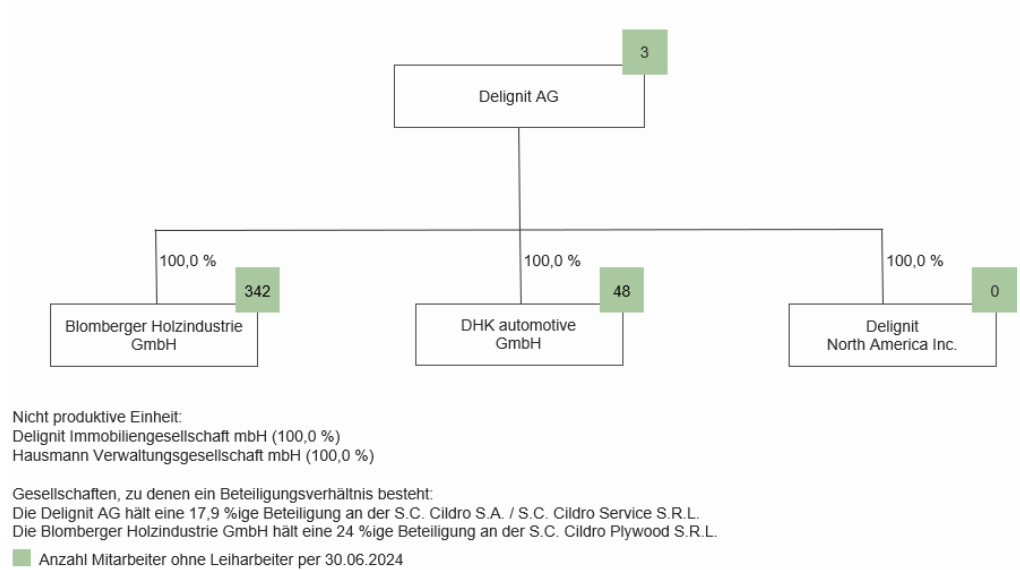 3
Delignit AG
100,0 %
100,0 %
100,0 %
342
48
0
Blomberger Holzindustrie
GmbH
DHK automotive
GmbH
Delignit
North America Inc.
Nicht produktive Einheit:
Delignit Immobiliengesellschaft mbH (100,0 %)
Hausmann Verwaltungsgesellschaft mbH (100,0 %)
Gesellschaften, zu denen ein Beteiligungsverhältnis besteht:
Die Delignit AG hält eine 17,9 %ige Beteiligung an der S.C. Cildro S.A. / S.C. Cildro Service S.R.L.
Die Blomberger Holzindustrie GmbH hält eine 24 %ige Beteiligung an der S.C. Cildro Plywood S.R.L.
Anzahl Mitarbeiter ohne Leiharbeiter per 30.06.2024